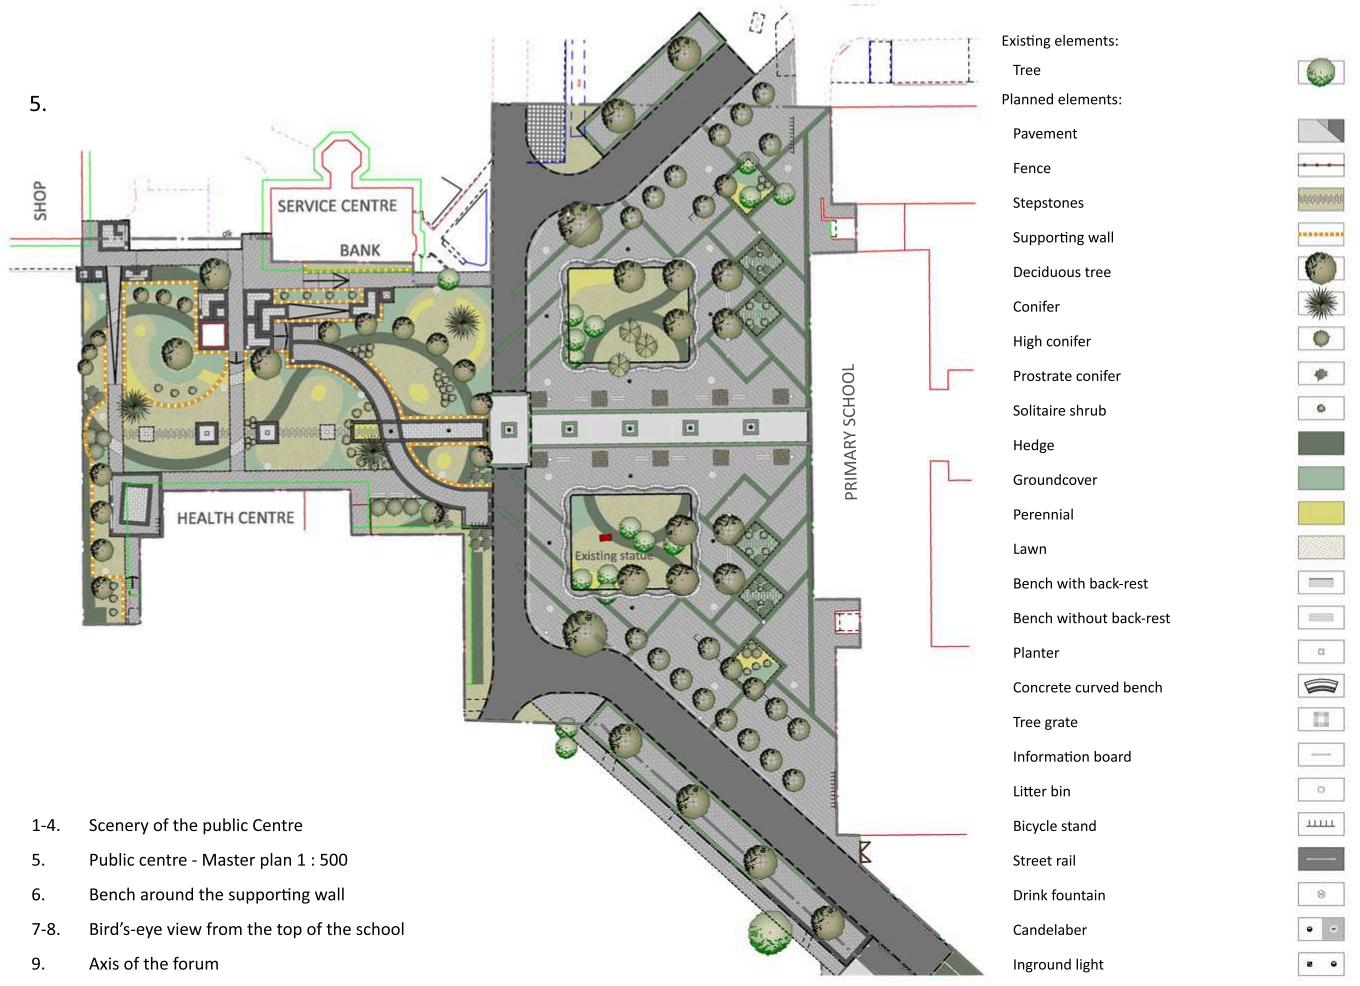 5.
SHOP
SERVICE CENTRE
BANK
HEALTH CENTRE
PRIMARY SCHOOL
Existing statue
1-4. Scenery of the public Centre
5. Public centre - Master plan 1 : 500
6. Bench around the supporting wall
7-8. Bird's-eye view from the top of the school
9. Axis of the forum
Existing elements:
Tree
Planned elements:
Pavement
Fence
Stepstones
Supporting wall
Deciduous tree
Conifer
High conifer
Prostrate conifer
Solitaire shrub
Hedge
Groundcover
Perennial
Lawn
Bench with back-rest
Bench without back-rest
Planter
Concrete curved bench
Tree grate
Information board
Litter bin
Bicycle stand
Street rail
Drink fountain
Candelaber
Inground light